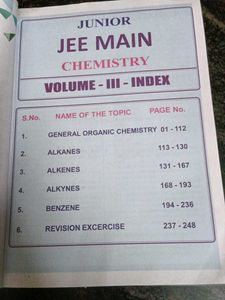 JUNIOR
JEE MAIN
CHEMISTRY
VOLUME - III - INDEX
S.No. NAME OF THE TOPIC PAGE No.
1. GENERAL ORGANIC CHEMISTRY 01 - 112
2. ALKANES 113 - 130
3. ALKENES 131 - 167
4. ALKYNES 168 - 193
5. BENZENE 194 - 236
6. REVISION EXCERCISE 237 - 248